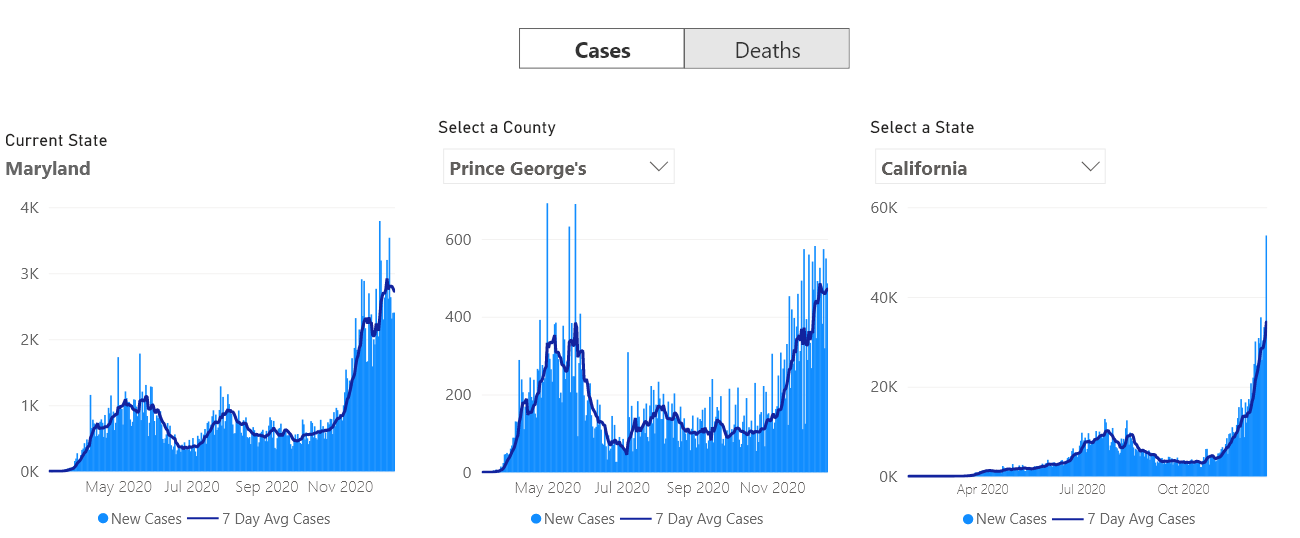 Cases
Deaths
Current State
Maryland
4K
3K
2K
1K
0K
May 2020 Jul 2020 Sep 2020 Nov 2020
New Cases 7 Day Avg Cases
Select a County
Prince George's
600
400
200
0
May 2020 Jul 2020 Sep 2020 Nov 2020
New Cases 7 Day Avg Cases
Select a State
California
60K
40K
20K
0K
Apr 2020 Jul 2020 Oct 2020
New Cases 7 Day Avg Cases